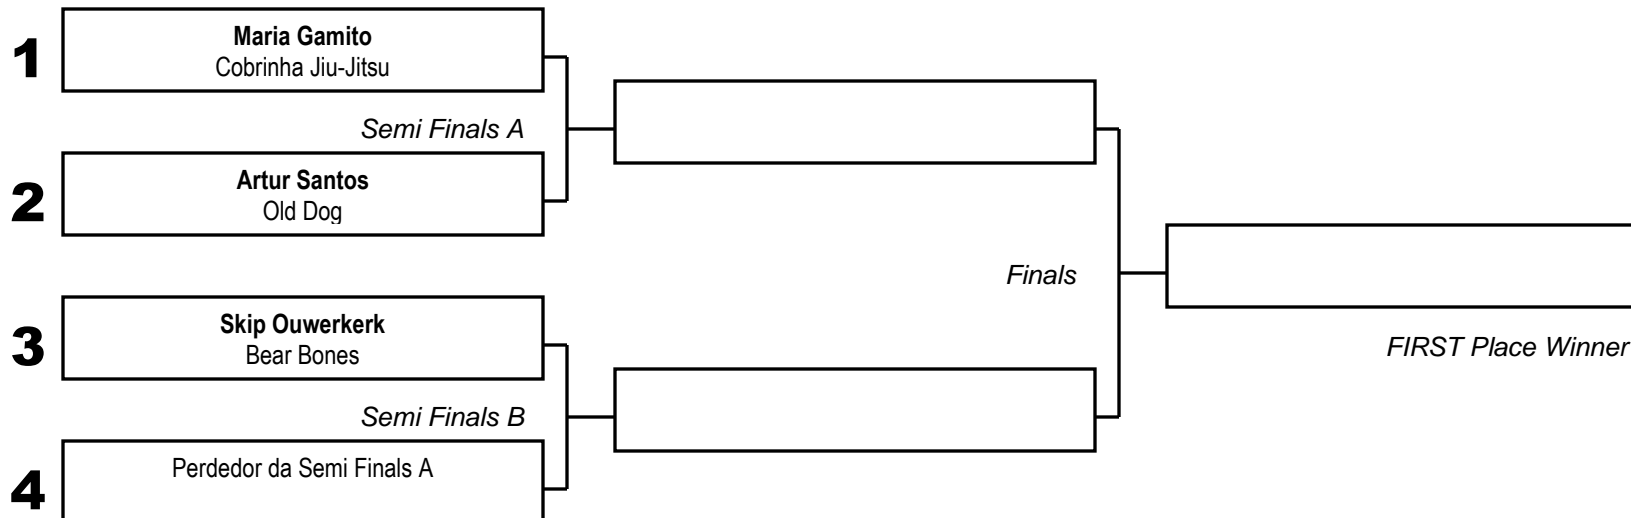 1
Maria Gamito
Cobrinha Jiu-Jitsu
Semi Finals A
2
Artur Santos
Old Dog
Finals
3
Skip Ouwerkerk
Bear Bones
FIRST Place Winner
Semi Finals B
4
Perdedor da Semi Finals A